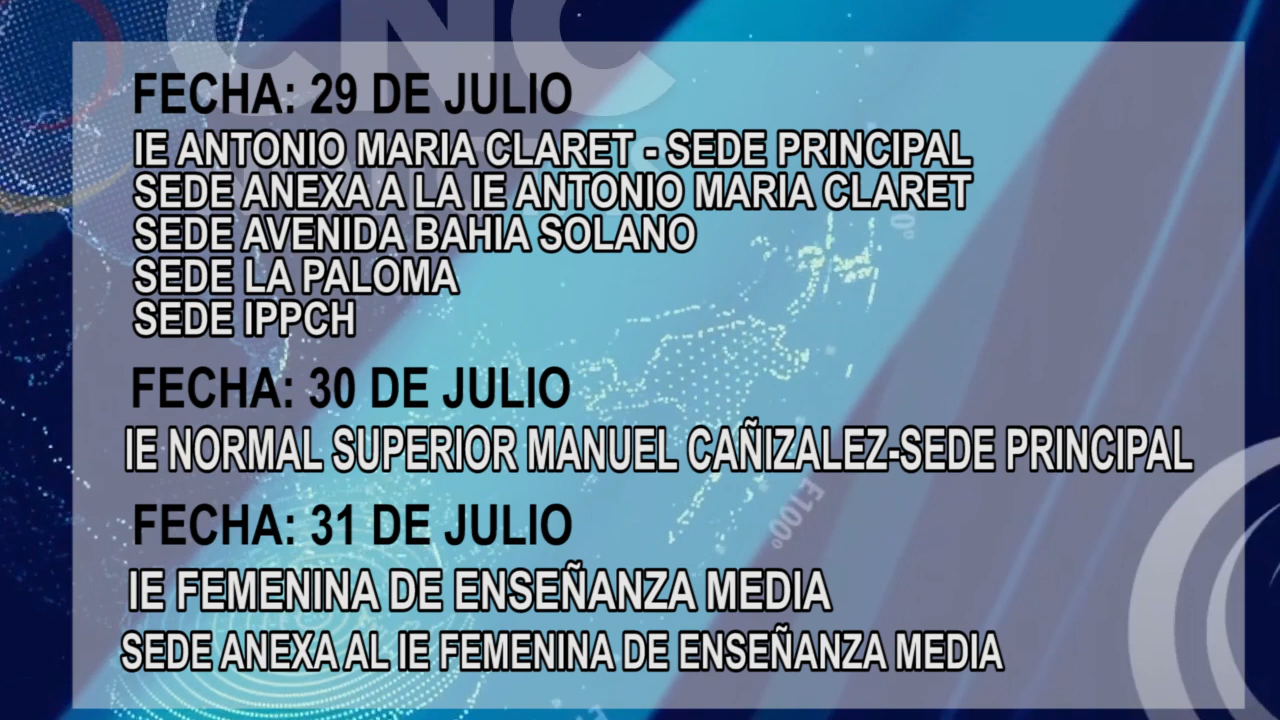 CNC
FECHA: 29 DE JULIO
IE ANTONIO MARIA CLARET - SEDE PRINCIPAL
SEDE ANEXA A LA IE ANTONIO MARIA CLARET
SEDE AVENIDA BAHIA SOLANO
SEDE LA PALOMA
SEDE IPPCH
FECHA: 30 DE JULIO
IE NORMAL SUPERIOR MANUEL CAÑIZALEZ-SEDE PRINCIPAL
FECHA: 31 DE JULIO
E100°
IE FEMENINA DE ENSEÑANZA MEDIA
SEDE ANEXA AL IE FEMENINA DE ENSEÑANZA MEDIA